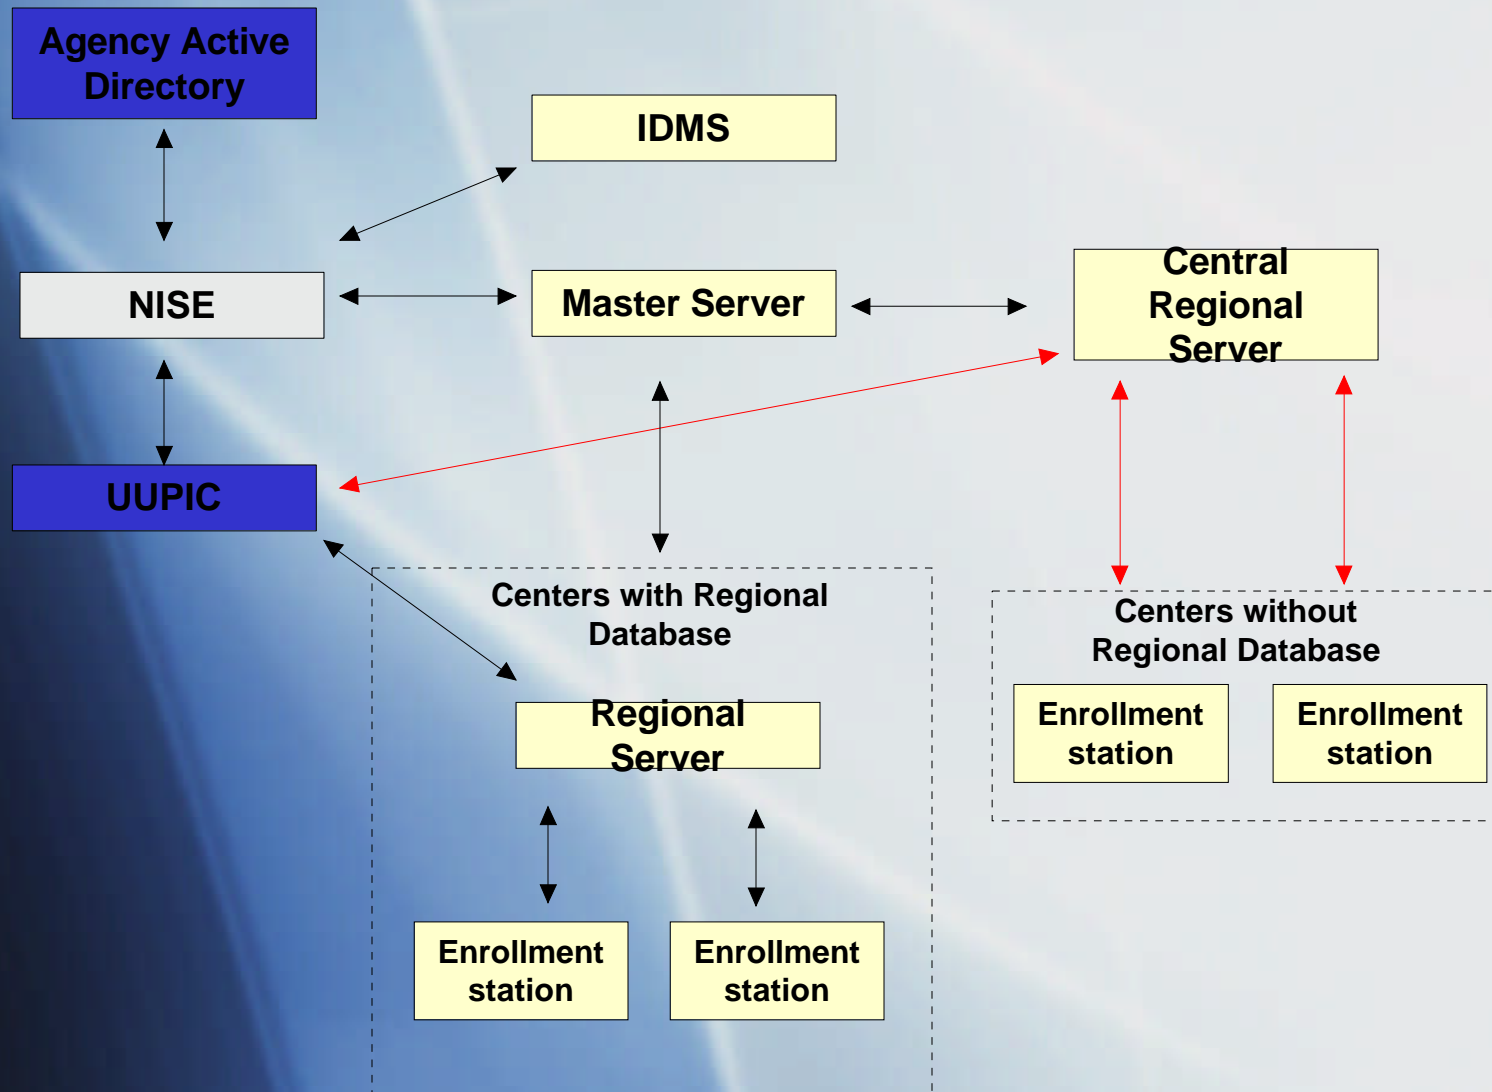 Agency Active
Directory
IDMS
NISE
Master Server
Central
Regional
Server
UUPIC
Centers with Regional
Database
Centers without
Regional Database
Regional
Server
Enrollment
station
Enrollment
station
Enrollment
station
Enrollment
station